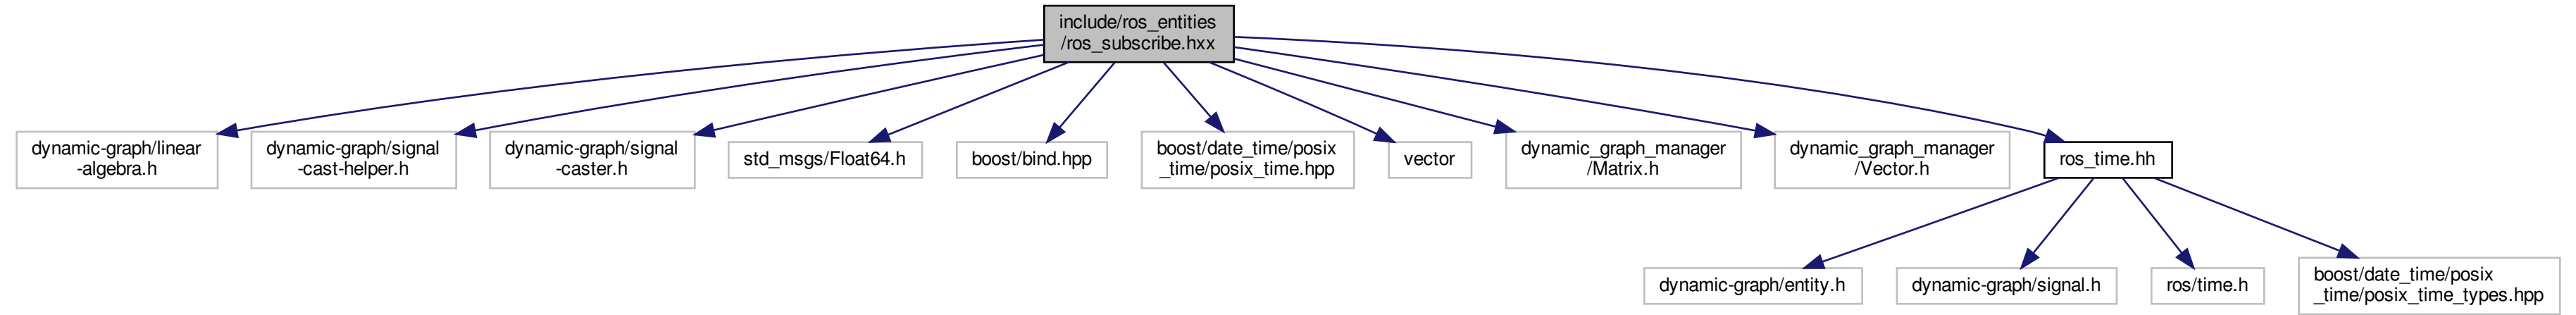 include/ros_entities
/ros_subscribe.hxx
dynamic-graph/linear
-algebra.h
dynamic-graph/signal
-cast-helper.h
dynamic-graph/signal
-caster.h
std_msgs/Float64.h
boost/bind.hpp
boost/date_time/posix
_time/posix_time.hpp
vector
dynamic_graph_manager
/Matrix.h
dynamic_graph_manager
/Vector.h
ros_time.hh
dynamic-graph/entity.h
dynamic-graph/signal.h
ros/time.h
boost/date_time/posix
_time/posix_time_types.hpp